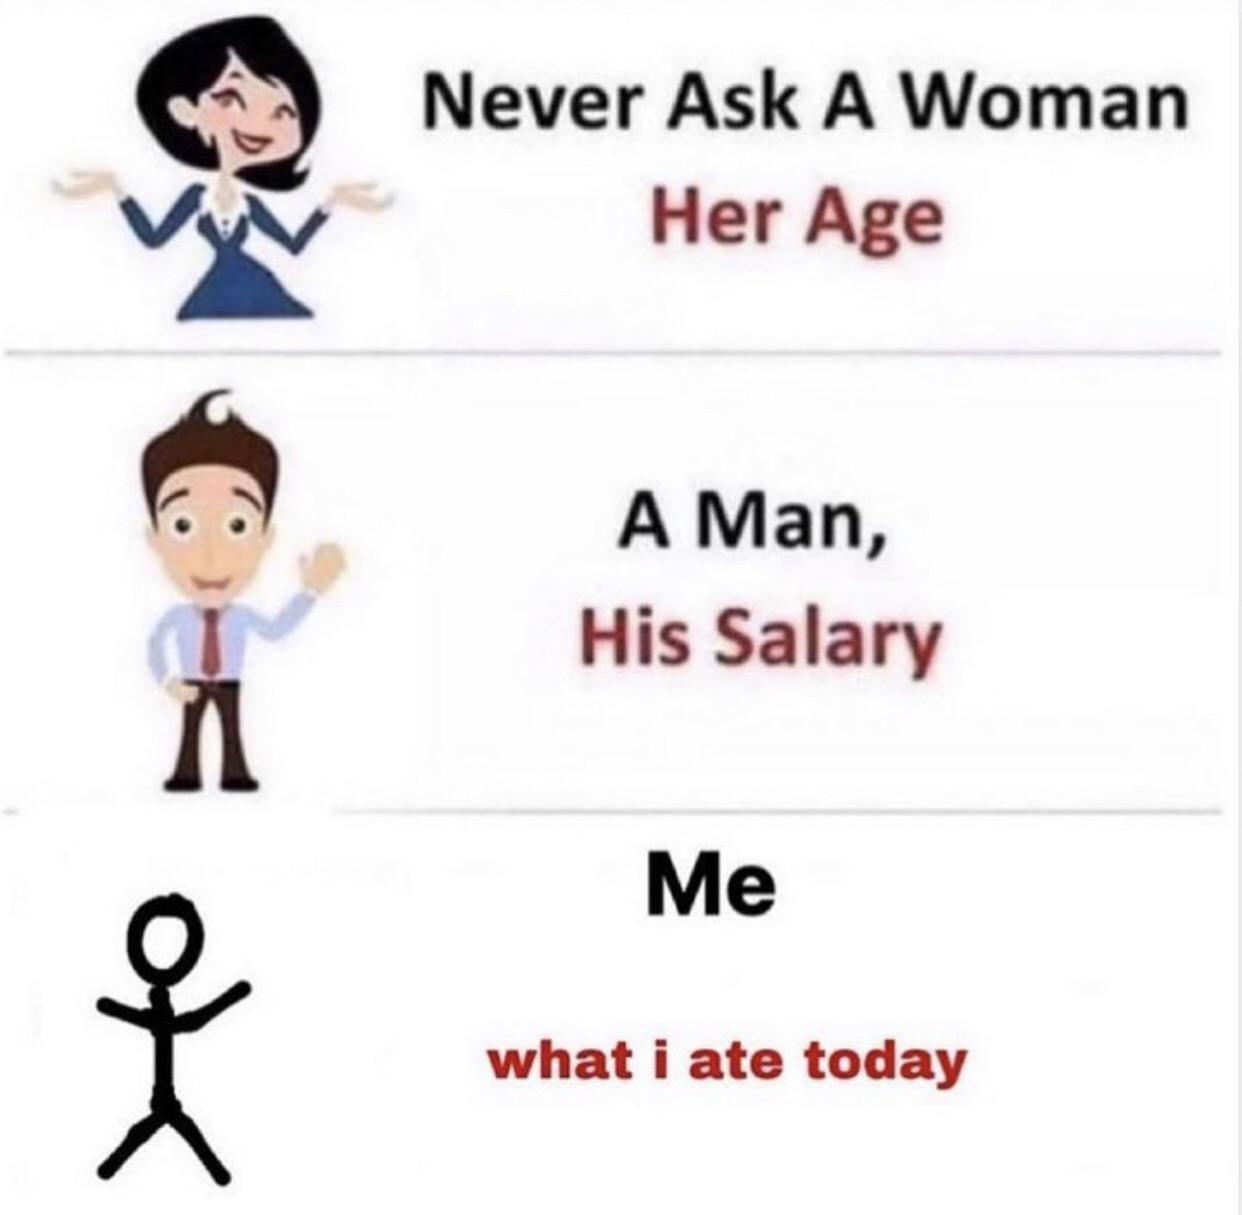 Never Ask A Woman
Her Age
A Man,
His Salary
Me
what i ate today